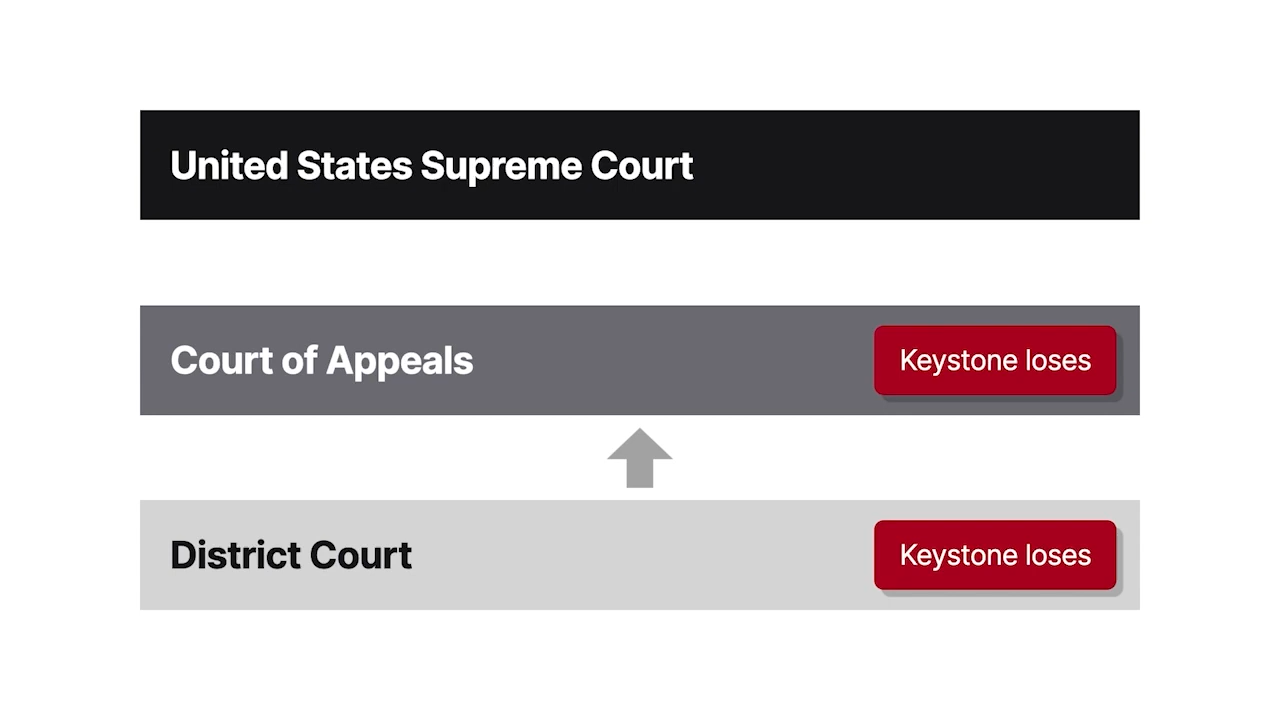 United States Supreme Court
Court of Appeals
Keystone loses
District Court
Keystone loses